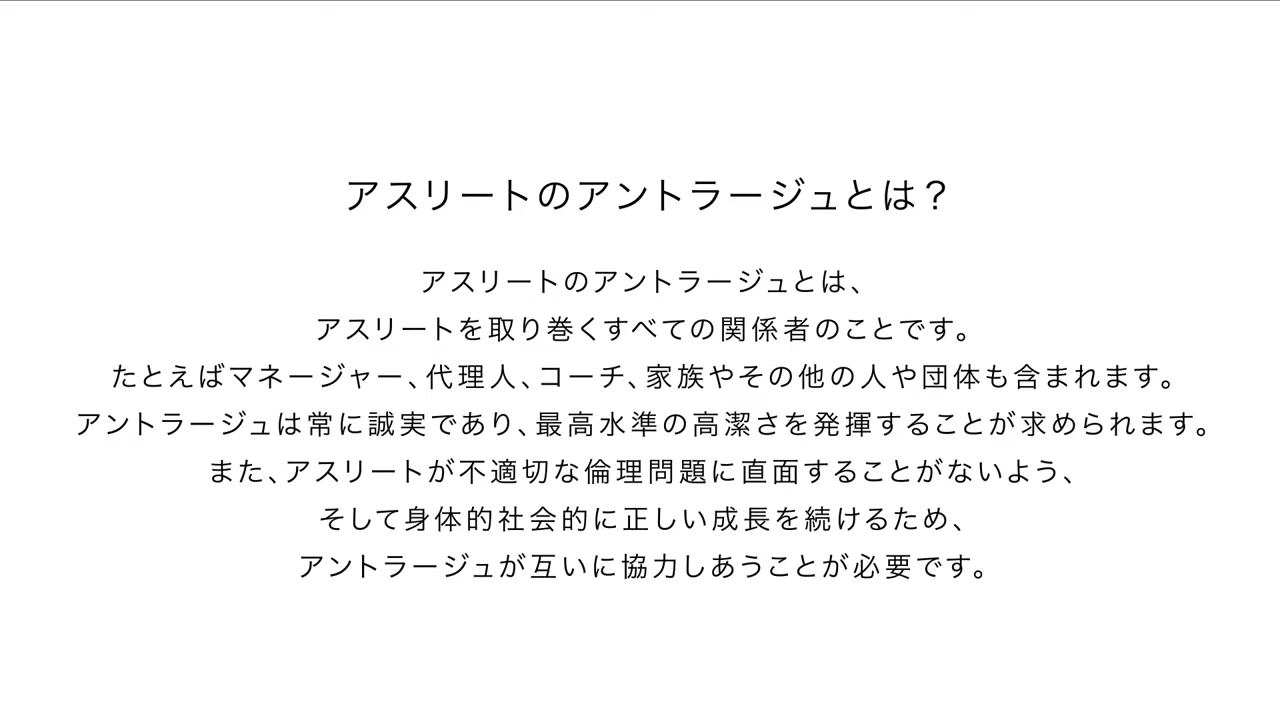 アスリートのアントラージュとは？
アスリートのアントラージュとは、
アスリートを取り巻くすべての関係者のことです。
たとえばマネージャー、代理人、コーチ、家族やその他の人や団体も含まれます。
アントラージュは常に誠実であり、最高水準の高潔さを発揮することが求められます。
また、アスリートが不適切な倫理問題に直面することがないよう、
そして身体的社会的に正しい成長を続けるため、
アントラージュが互いに協力しあうことが必要です。